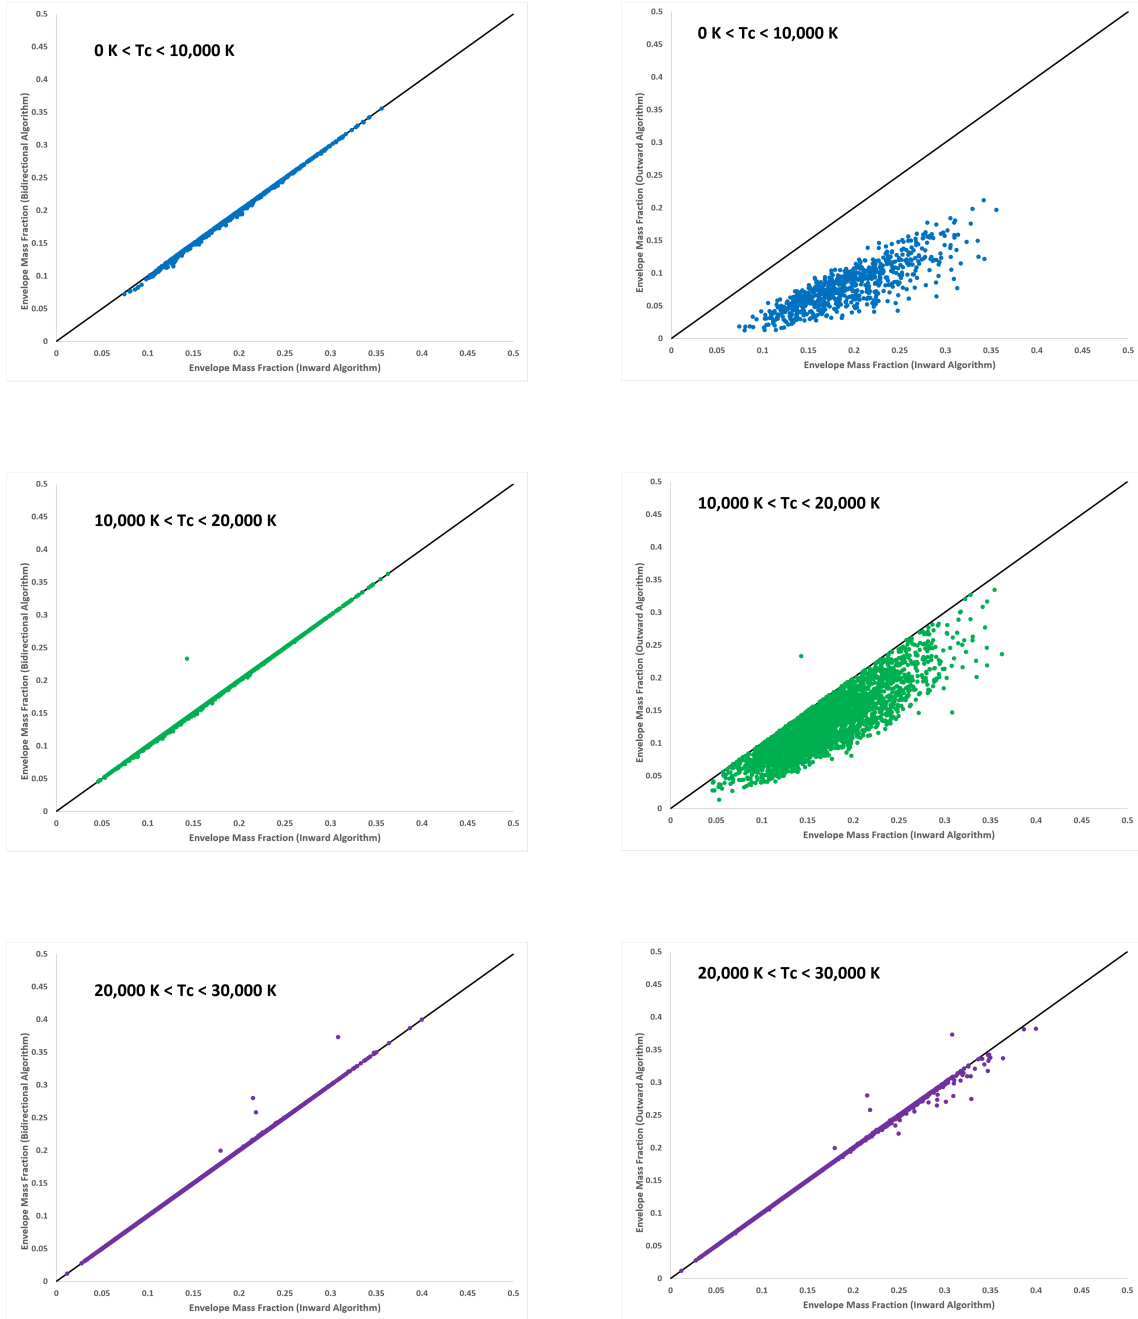 0 K < Tc < 10,000 K
Envelope Mass Fraction (Bidirectional Algorithm)
0.5
0.45
0.4
0.35
0.3
0.25
0.2
0.15
0.1
0.05
0
0 0.05 0.1 0.15 0.2 0.25 0.3 0.35 0.4 0.45 0.5
Envelope Mass Fraction (Inward Algorithm)
0 K < Tc < 10,000 K
Envelope Mass Fraction (Outward Algorithm)
0.5
0.45
0.4
0.35
0.3
0.25
0.2
0.15
0.1
0.05
0
0 0.05 0.1 0.15 0.2 0.25 0.3 0.35 0.4 0.45 0.5
Envelope Mass Fraction (Inward Algorithm)
10,000 K < Tc < 20,000 K
Envelope Mass Fraction (Bidirectional Algorithm)
0.5
0.45
0.4
0.35
0.3
0.25
0.2
0.15
0.1
0.05
0
0 0.05 0.1 0.15 0.2 0.25 0.3 0.35 0.4 0.45 0.5
Envelope Mass Fraction (Inward Algorithm)
10,000 K < Tc < 20,000 K
Envelope Mass Fraction (Outward Algorithm)
0.5
0.45
0.4
0.35
0.3
0.25
0.2
0.15
0.1
0.05
0
0 0.05 0.1 0.15 0.2 0.25 0.3 0.35 0.4 0.45 0.5
Envelope Mass Fraction (Inward Algorithm)
20,000 K < Tc < 30,000 K
Envelope Mass Fraction (Bidirectional Algorithm)
0.5
0.45
0.4
0.35
0.3
0.25
0.2
0.15
0.1
0.05
0
0 0.05 0.1 0.15 0.2 0.25 0.3 0.35 0.4 0.45 0.5
Envelope Mass Fraction (Inward Algorithm)
20,000 K < Tc < 30,000 K
Envelope Mass Fraction (Outward Algorithm)
0.5
0.45
0.4
0.35
0.3
0.25
0.2
0.15
0.1
0.05
0
0 0.05 0.1 0.15 0.2 0.25 0.3 0.35 0.4 0.45 0.5
Envelope Mass Fraction (Inward Algorithm)